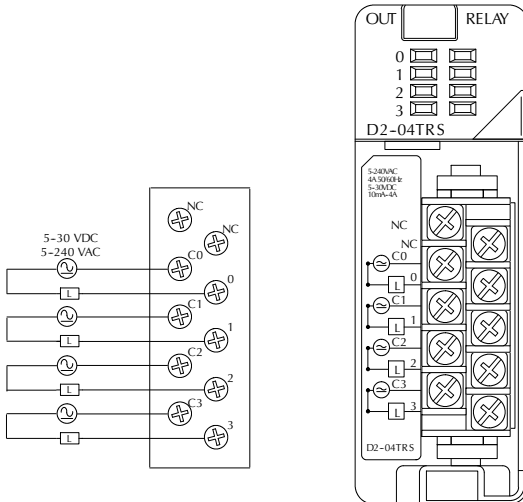 5-30 VDC
5-240 VAC
NC
NC
C0
L
0
C1
L
1
C2
L
2
C3
L
3
OUT RELAY
0
1
2
3
D2-04TRS
5-240VAC
4A 50/60Hz
5-30VDC
10mA-4A
NC
NC
C0
L 0
C1
L 1
C2
L 2
C3
L 3
D2-04TRS